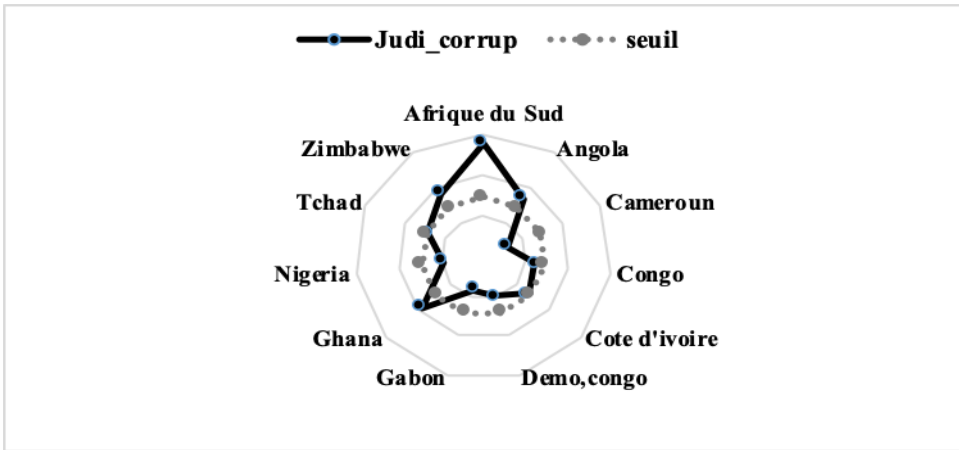 Judi_corrup seuil
Afrique du Sud
Zimbabwe Angola
Tchad Cameroun
Nigeria Congo
Ghana Cote d'ivoire
Gabon Demo,congo